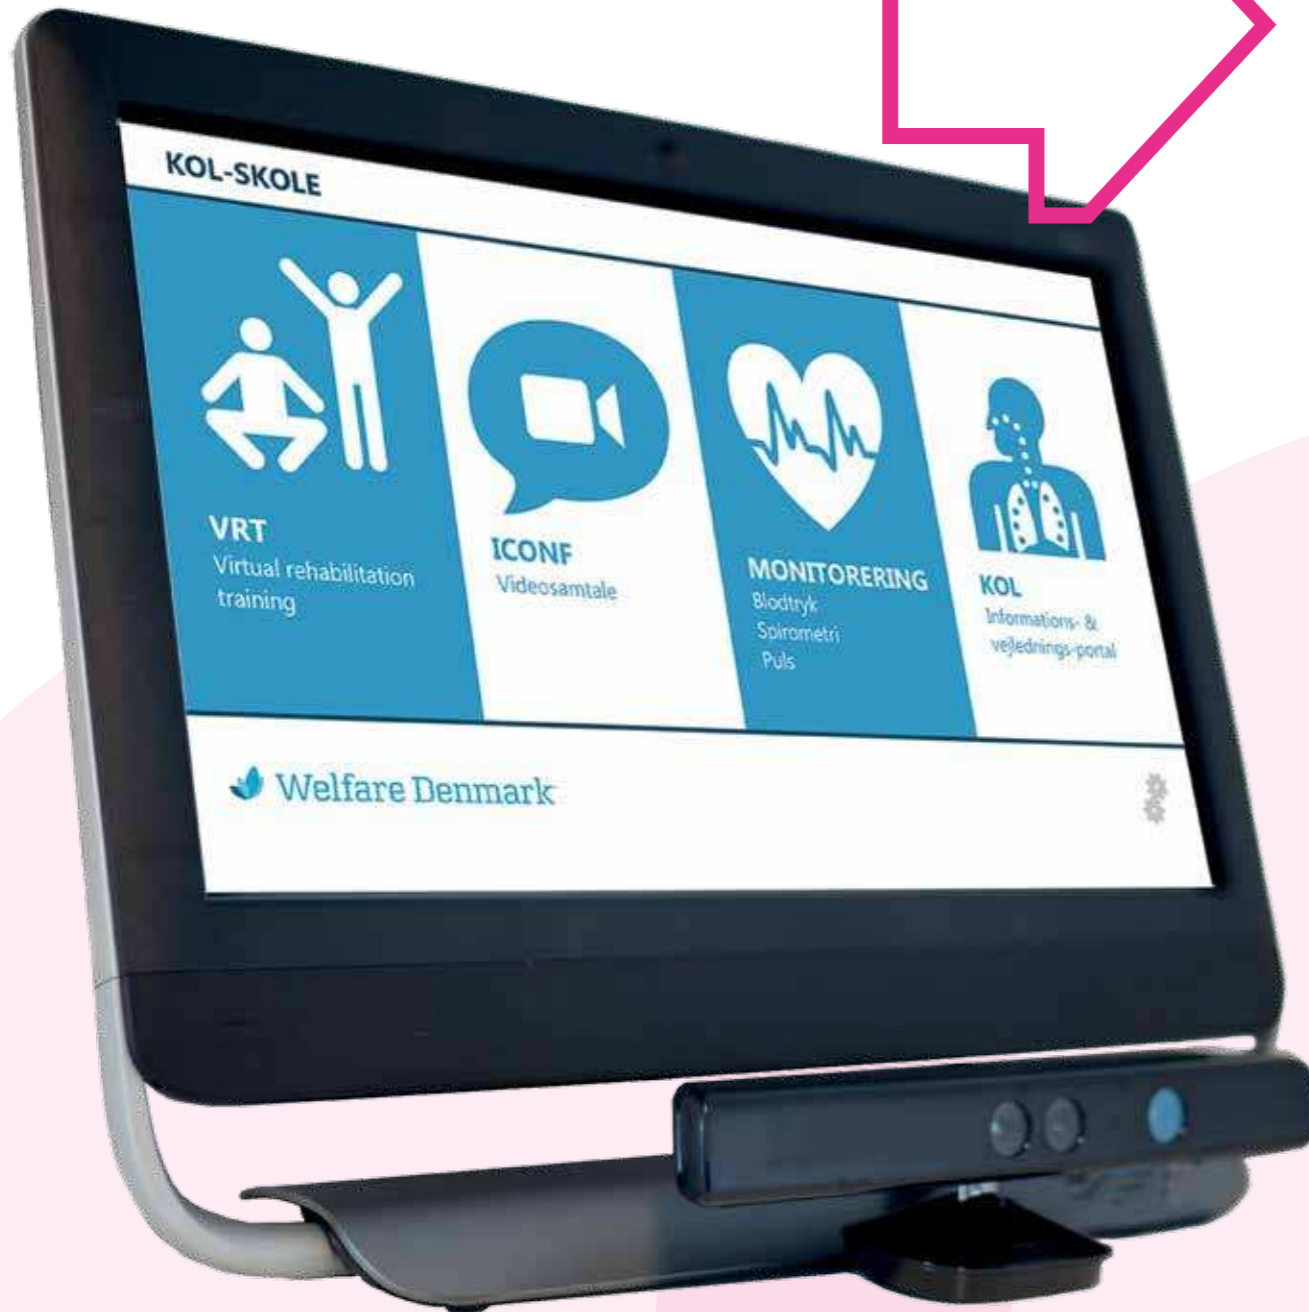 KOL-SKOLE
VRT
Virtual rehabilitation
training
ICONF
Videosamtale
MONITORERING
Blodtryk
Spirometri
Puls
KOL
Informations- &
vejlednings-portal
Welfare Denmark